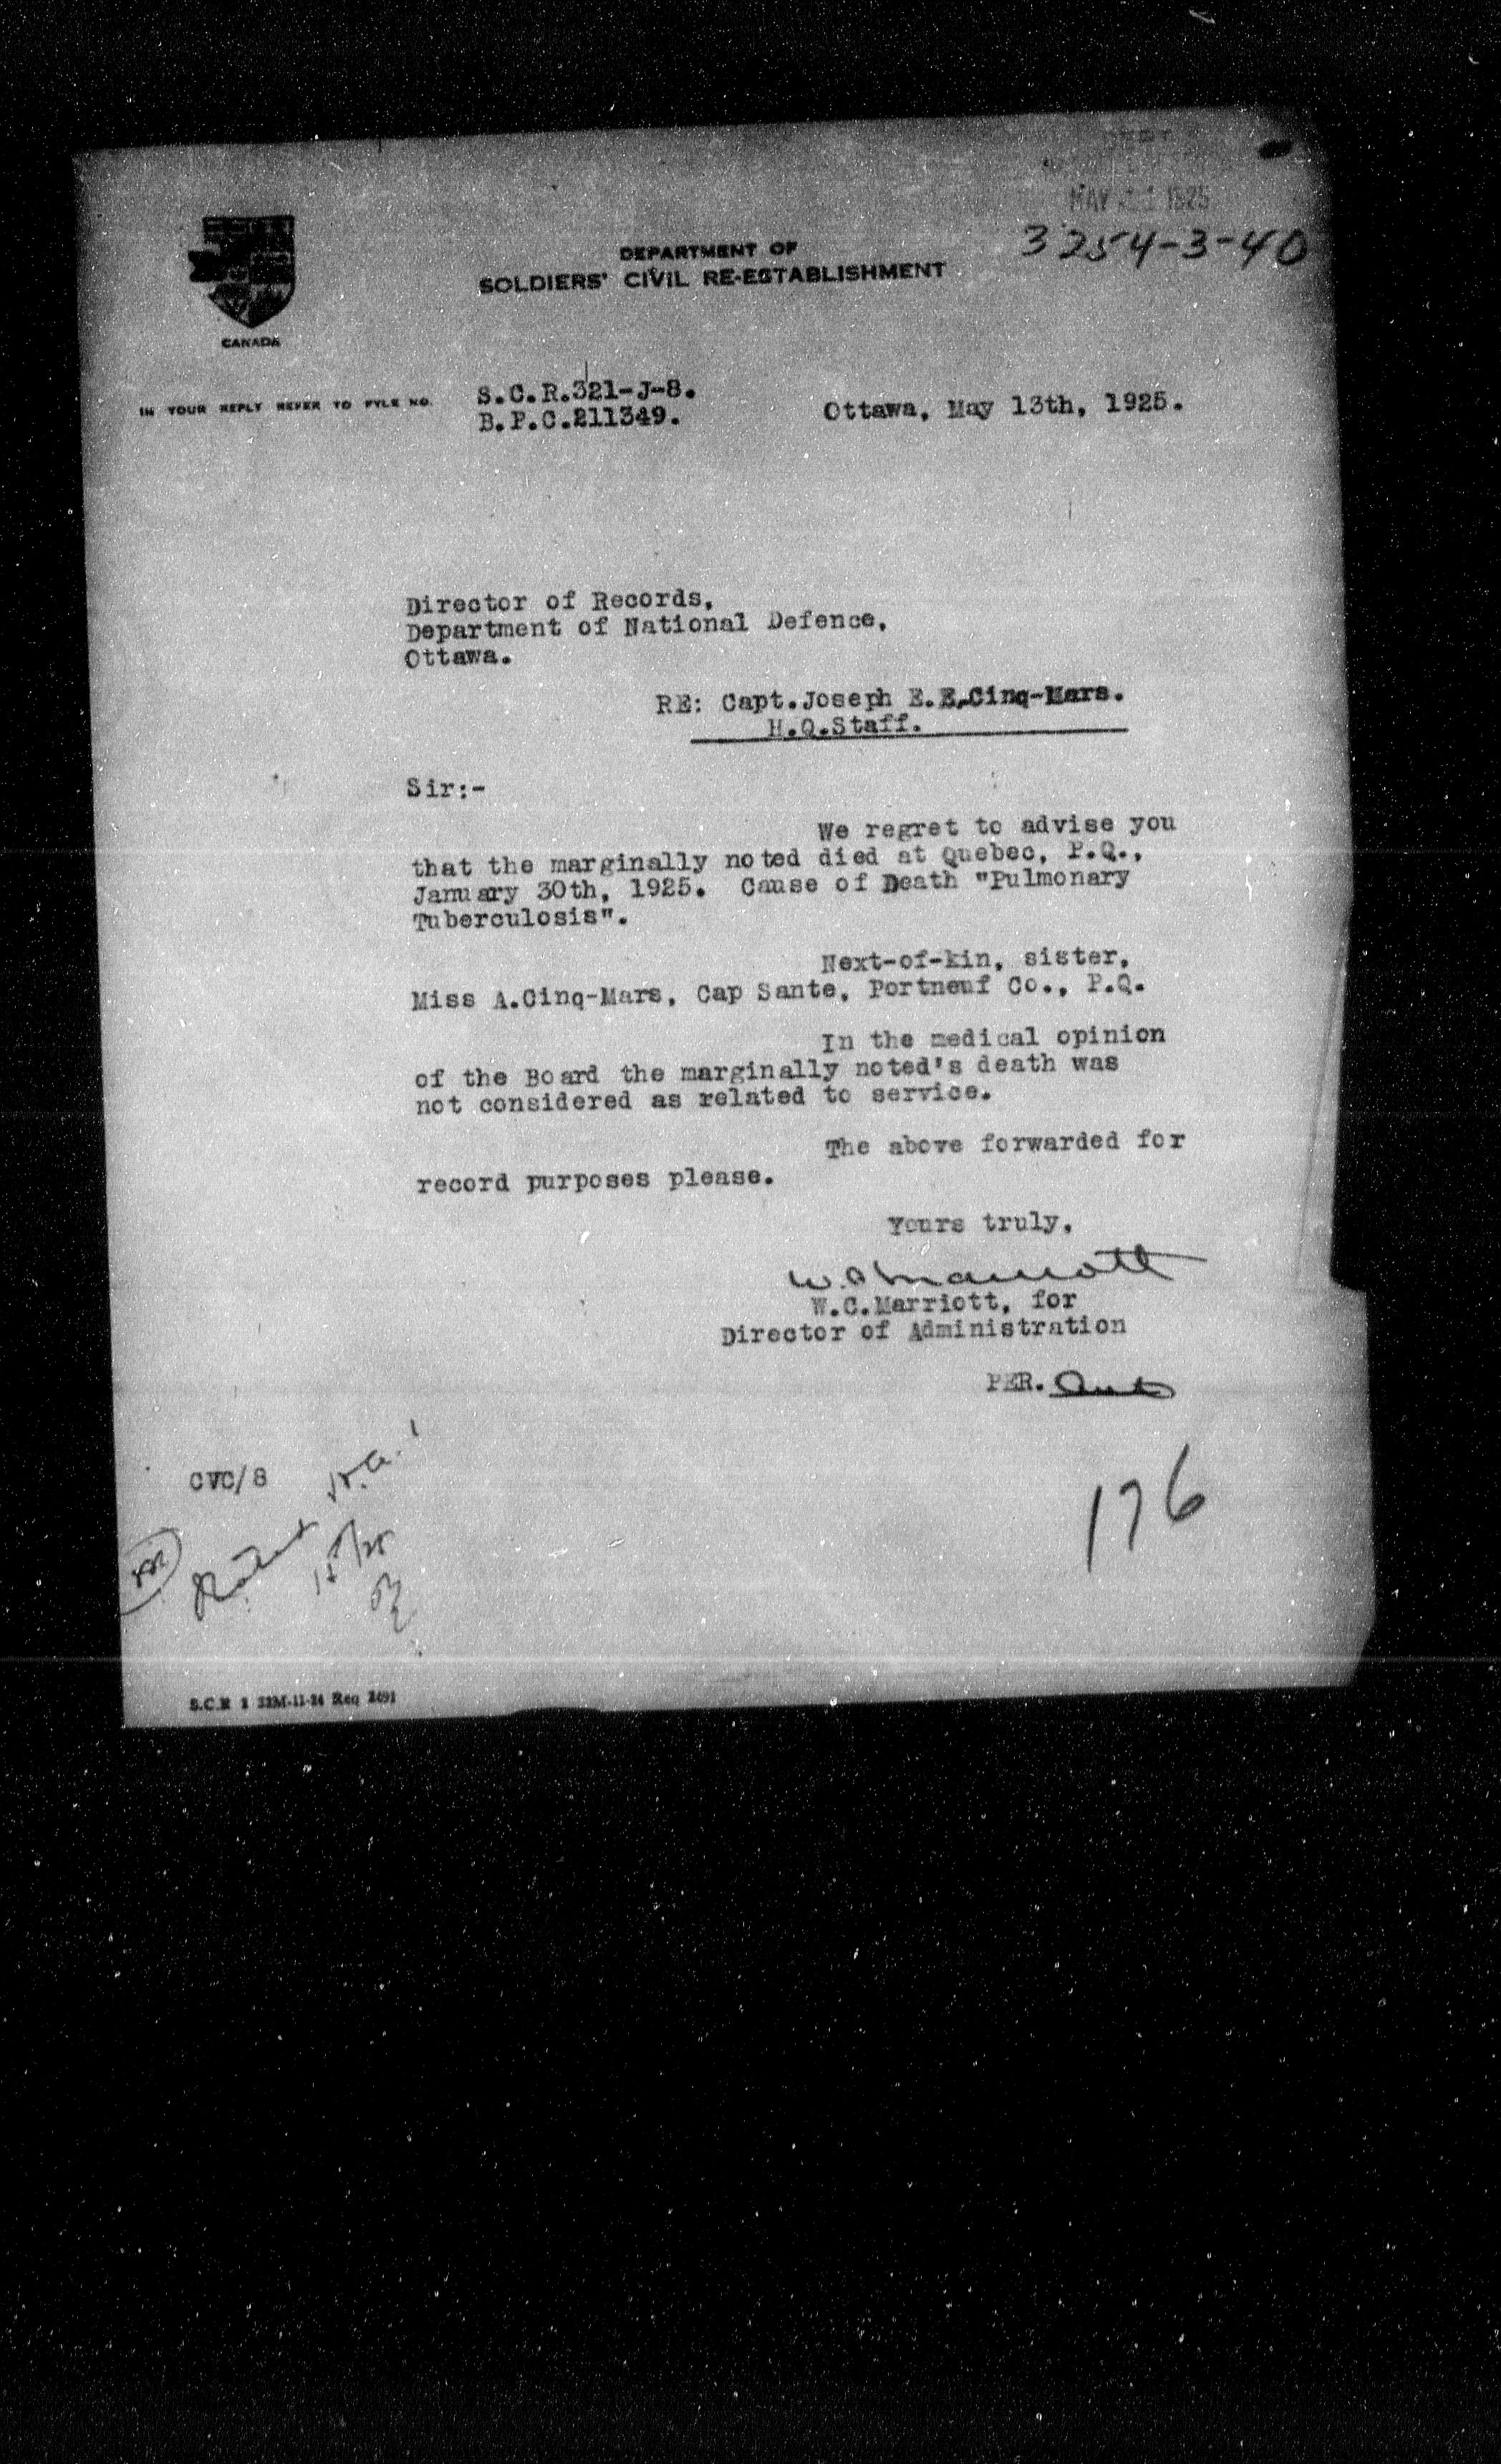 MAY 1925
3254-3-40
DEPARTMENT OF
SOLDIERS' CIVIL RE-ESTABLISHMENT
CANADA
IN YOUR REPLY REFER TO FYLE NO.
S.C.R.321-J-8.
B.P.C.211349.
Ottawa, May 13th, 1925.
Director of Records,
Department of National Defence,
Ottawa.
RE: Capt.Joseph E.E.Cinq-Mars.
H.Q.Staff.
Sir:-
We regret to advise you
that the marginally noted died at Quebec, P.Q.,
January 30th, 1925. Cause of Death "Pulmonary
Tuberculosis".
Next-of-kin, sister,
Miss A.Cinq-Mars, Cap Sante, Portneuf Co., P.Q.
In the medical opinion
of the Board the marginally noted's death was
not considered as related to service.
The above forwarded for
record purposes please.
Yours truly,
W.C.Marriott
W.C.Marriott, for
Director of Administration
PER.
CVC/8
176
S.C.R 1 Req